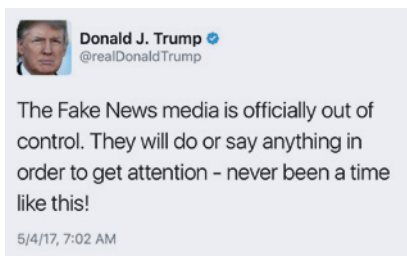 Donald J. Trump
@realDonaldTrump
The Fake News media is officially out of
control. They will do or say anything in
order to get attention - never been a time
like this!
5/4/17, 7:02 AM